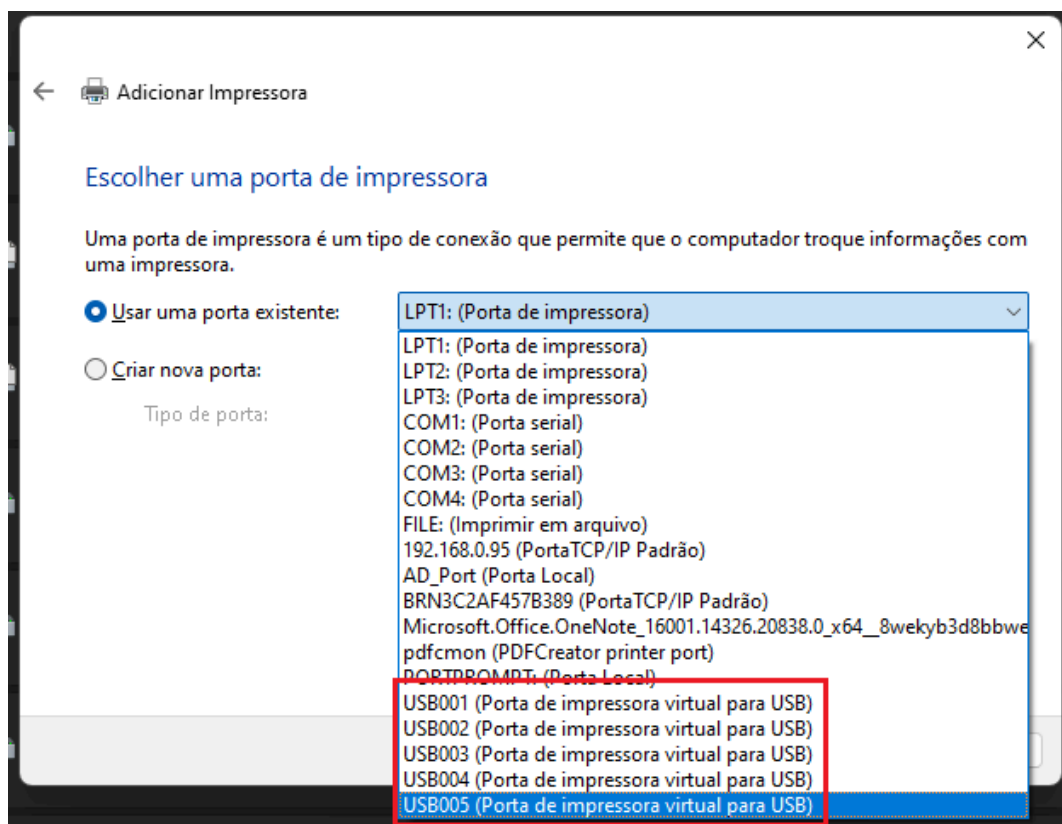 Adicionar Impressora
Escolher uma porta de impressora
Uma porta de impressora é um tipo de conexão que permite que o computador troque informações com
uma impressora.
Usar uma porta existente:
LPT1: (Porta de impressora)
LPT1: (Porta de impressora)
LPT2: (Porta de impressora)
LPT3: (Porta de impressora)
Criar nova porta:
Tipo de porta:
COM1: (Porta serial)
COM2: (Porta serial)
COM3: (Porta serial)
COM4: (Porta serial)
FILE: (Imprimir em arquivo)
192.168.0.95 (PortaTCP/IP Padrão)
AD_Port (Porta Local)
BRN3C2AF457B389 (PortaTCP/IP Padrão)
Microsoft.Office.OneNote_16001.14326.20838.0_x64__8wekyb3d8bbwe
pdfcmon (PDFCreator printer port)
PORTPROMPT: (Porta Local)
USB001 (Porta de impressora virtual para USB)
USB002 (Porta de impressora virtual para USB)
USB003 (Porta de impressora virtual para USB)
USB004 (Porta de impressora virtual para USB)
USB005 (Porta de impressora virtual para USB)